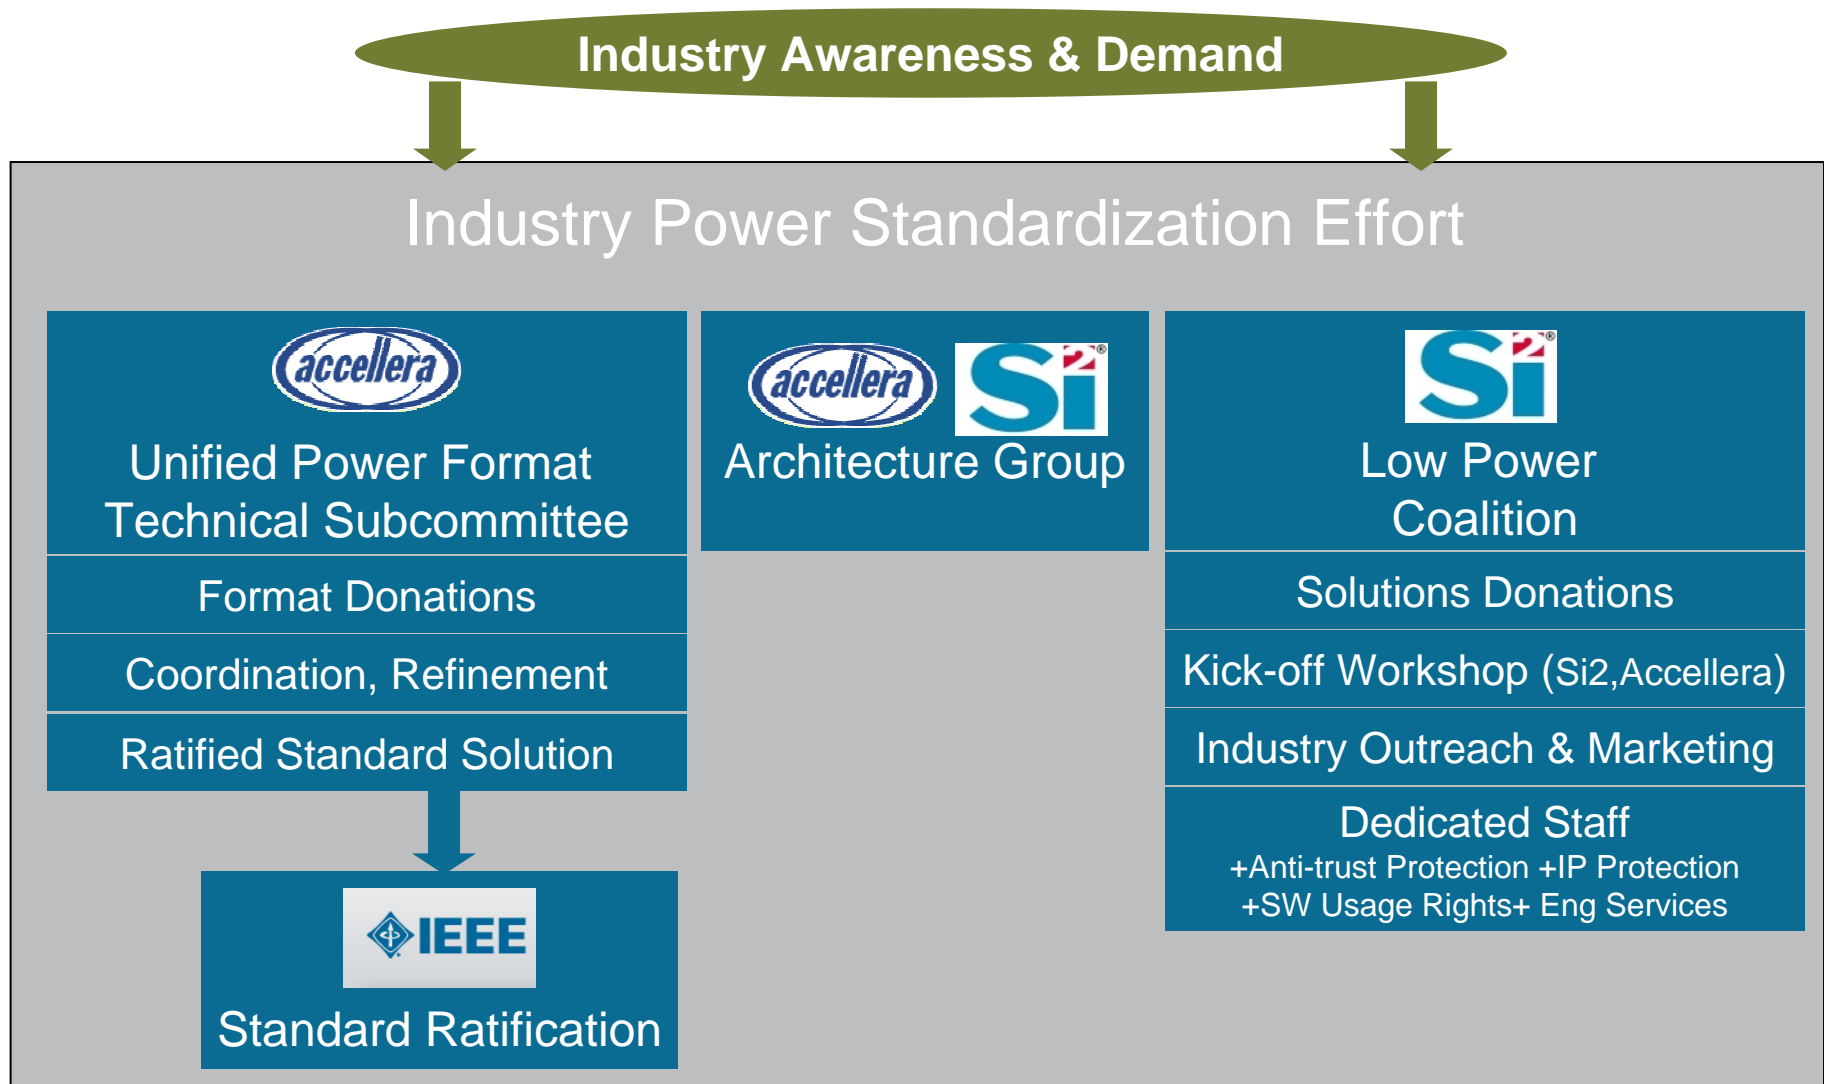 Industry Awareness & Demand
Industry Power Standardization Effort
accellera
Unified Power Format
Technical Subcommittee
Format Donations
Coordination, Refinement
Ratified Standard Solution
IEEE
Standard Ratification
accellera Si2®
Architecture Group
Si2®
Low Power
Coalition
Solutions Donations
Kick-off Workshop (Si2,Accellera)
Industry Outreach & Marketing
Dedicated Staff
+Anti-trust Protection +IP Protection
+SW Usage Rights+ Eng Services